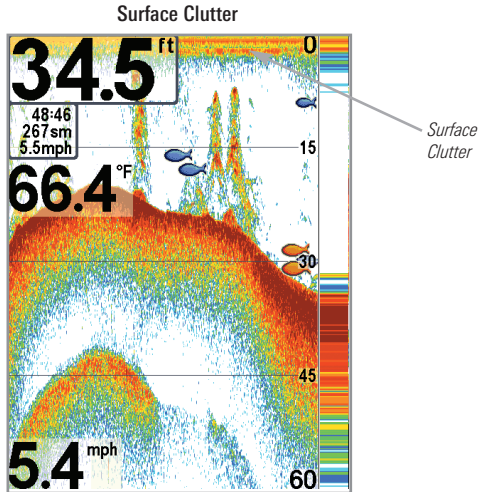 Surface Clutter
34.5 ft
48:46
267sm
5.5mph
66.4 °F
0
15
30
45
60
5.4 mph
Surface
Clutter